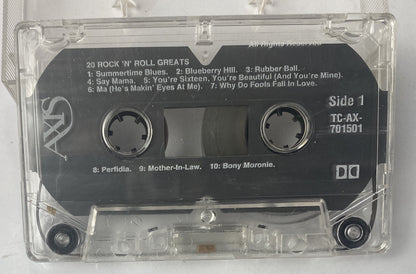 All Rights Reserved
20 ROCK 'N' ROLL GREATS
1: Summertime Blues. 2: Blueberry Hill. 3: Rubber Ball.
4: Say Mama. 5: You're Sixteen, You're Beautiful (And You're Mine).
6: Ma (He's Makin' Eyes At Me). 7: Why Do Fools Fall In Love.
AXIS
Side 1
TC-AX-
701501
8: Perfidia. 9: Mother-In-Law. 10: Bony Moronie.